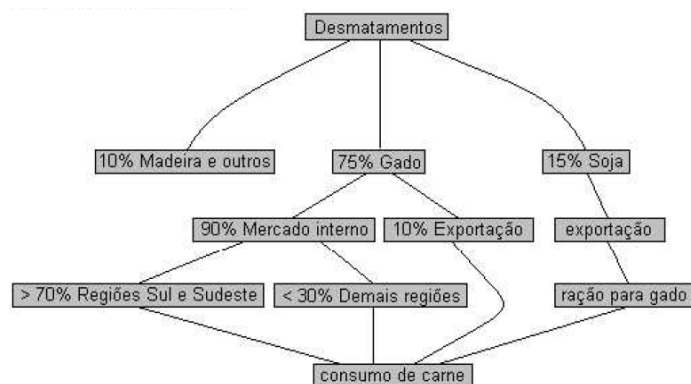 Desmatamentos
10% Madeira e outros
75% Gado
15% Soja
90% Mercado interno
10% Exportação
exportação
> 70% Regiões Sul e Sudeste
< 30% Demais regiões
ração para gado
consumo de carne